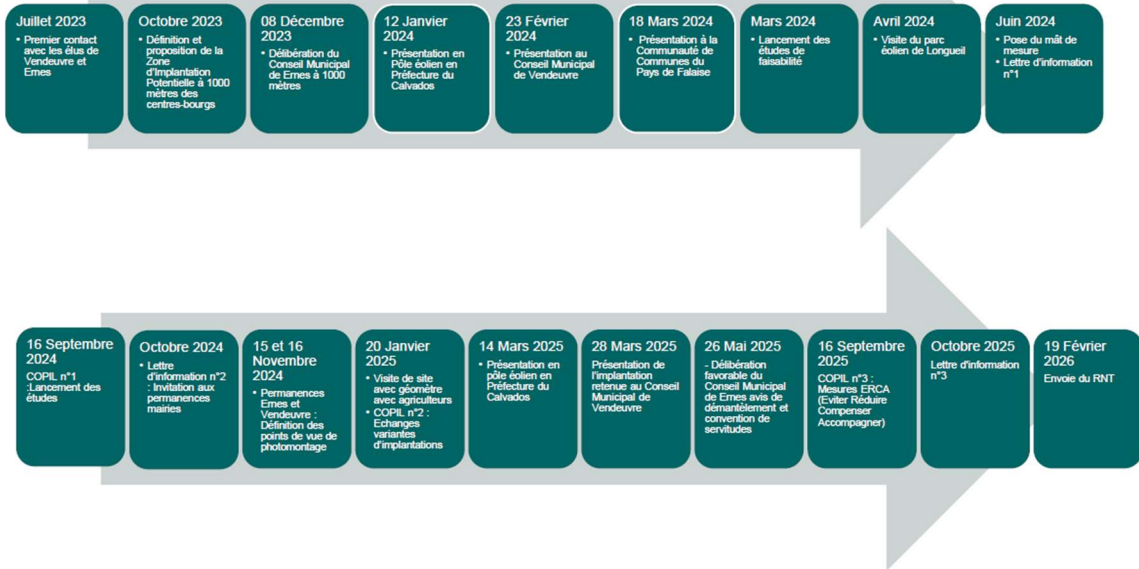 Juillet 2023
• Premier contact
avec les élus de
Vendeuvre et
Ernes
Octobre 2023
• Définition et
proposition de la
Zone
d'Implantation
Potentielle à 1000
mètres des
centres-bourgs
08 Décembre
2023
• Délibération du
Conseil Municipal
de Ernes à 1000
mètres
12 Janvier
2024
• Présentation en
Pôle éolien en
Préfecture du
Calvados
23 Février
2024
• Présentation au
Conseil Municipal
de Vendeuvre
18 Mars 2024
• Présentation à la
Communauté de
Communes du
Pays de Falaise
Mars 2024
• Lancement des
études de
faisabilité
Avril 2024
• Visite du parc
éolien de Longueil
Juin 2024
• Pose du mât de
mesure
• Lettre d'information
n°1
16 Septembre
2024
COPIL n°1
:Lancement des
études
Octobre 2024
• Lettre
d'information n°2
: Invitation aux
permanences
mairies
15 et 16
Novembre
2024
• Permanences
Ernes et
Vendeuvre :
Définition des
points de vue de
photomontage
20 Janvier
2025
• Visite de site
avec géomètre
avec agriculteurs
• COPIL n°2 :
Echanges
variantes
d'implantations
14 Mars 2025
• Présentation en
pôle éolien en
Préfecture du
Calvados
28 Mars 2025
Présentation de
l'implantation
retenue au Conseil
Municipal de
Vendeuvre
26 Mai 2025
- Délibération
favorable du
Conseil Municipal
de Ernes avis de
démantèlement et
convention de
servitudes
16 Septembre
2025
COPIL n°3 :
Mesures ERCA
(Eviter Réduire
Compenser
Accompagner)
Octobre 2025
Lettre d'information
n°3
19 Février
2026
Envoie du RNT